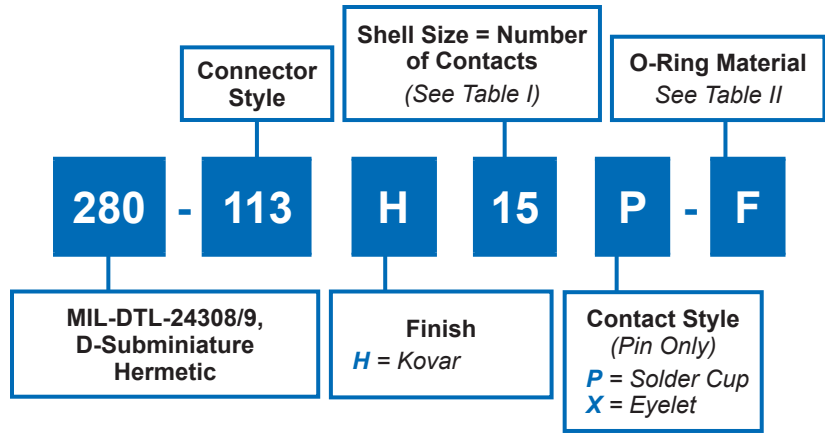 Connector
Style
Shell Size = Number
of Contacts
(See Table I)
O-Ring Material
See Table II
280 - 113 H 15 P - F
MIL-DTL-24308/9,
D-Subminiature
Hermetic
Finish
H = Kovar
Contact Style
(Pin Only)
P = Solder Cup
X = Eyelet